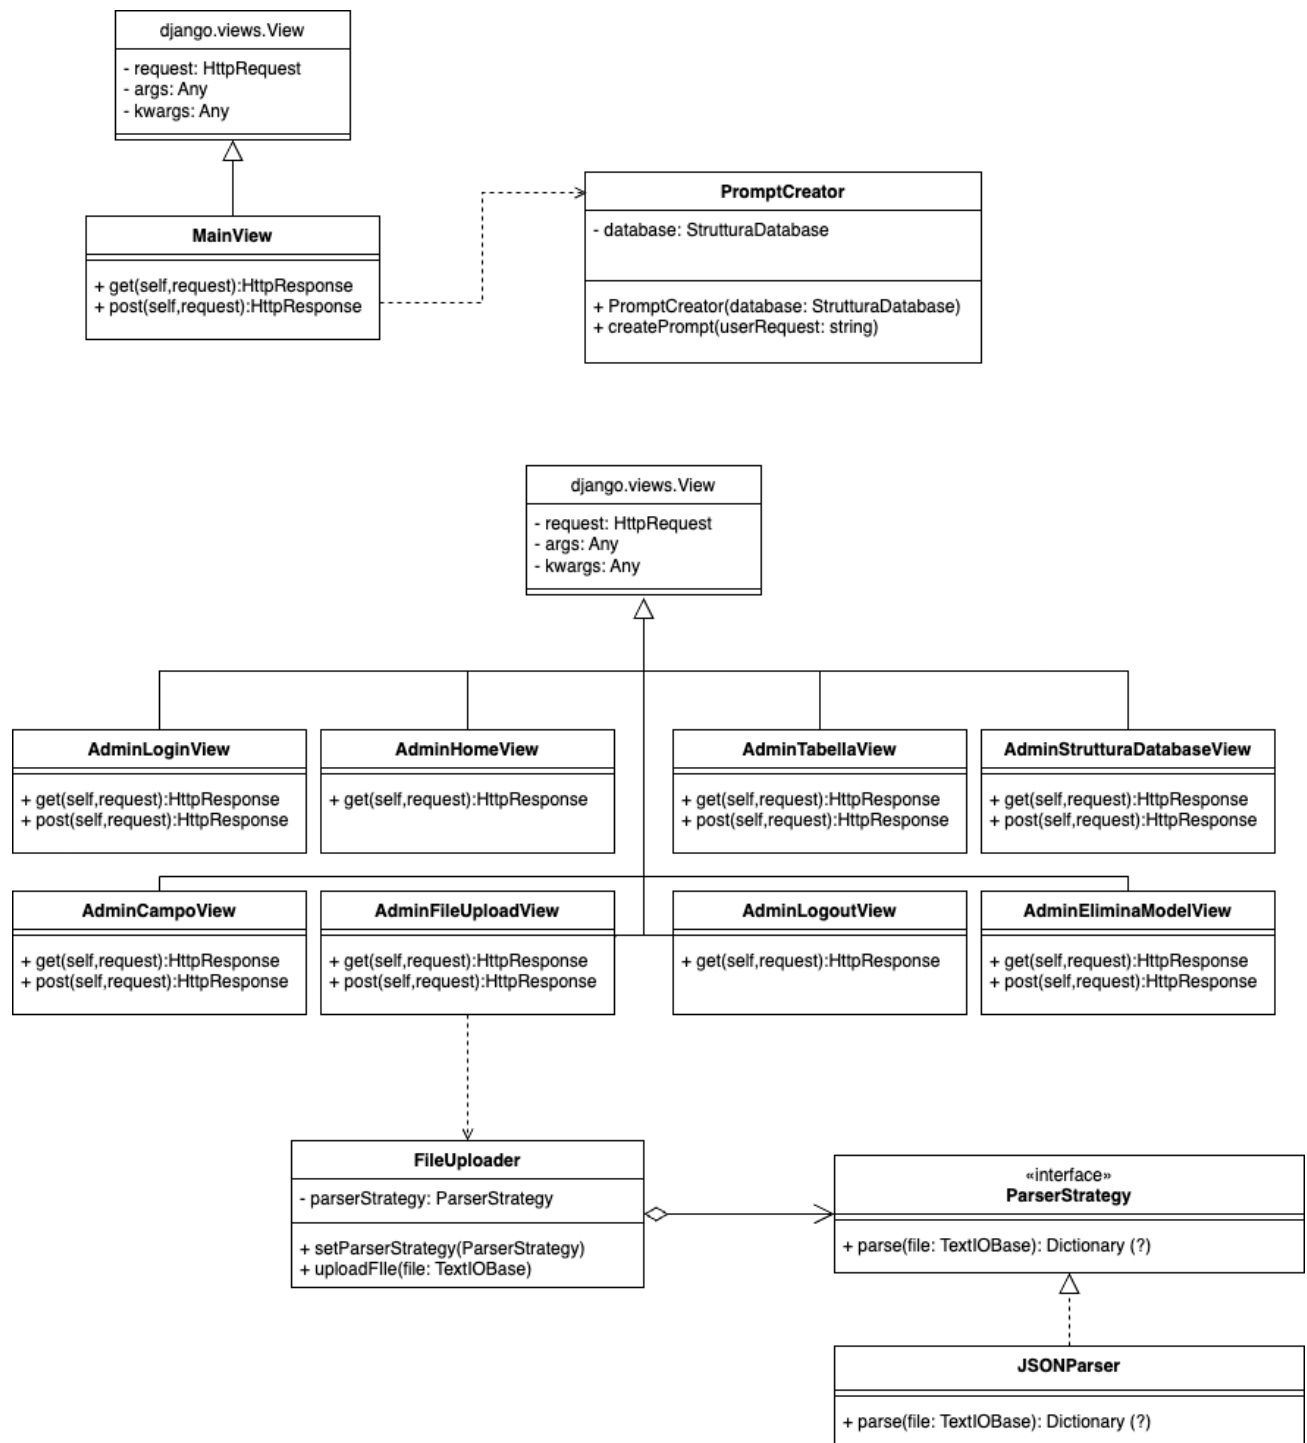 django.views.View
- request: HttpRequest
- args: Any
- kwargs: Any
MainView
+ get(self,request):HttpResponse
+ post(self,request):HttpResponse
PromptCreator
- database: StrutturaDatabase
+ PromptCreator(database: StrutturaDatabase)
+ createPrompt(userRequest: string)
django.views.View
- request: HttpRequest
- args: Any
- kwargs: Any
AdminLoginView
+ get(self,request):HttpResponse
+ post(self,request):HttpResponse
AdminHomeView
+ get(self,request):HttpResponse
AdminTabellaView
+ get(self,request):HttpResponse
+ post(self,request):HttpResponse
AdminStrutturaDatabaseView
+ get(self,request):HttpResponse
+ post(self,request):HttpResponse
AdminCampoView
+ get(self,request):HttpResponse
+ post(self,request):HttpResponse
AdminFileUploadView
+ get(self,request):HttpResponse
+ post(self,request):HttpResponse
AdminLogoutView
+ get(self,request):HttpResponse
AdminEliminaModelView
+ get(self,request):HttpResponse
+ post(self,request):HttpResponse
FileUploader
- parserStrategy: ParserStrategy
+ setParserStrategy(ParserStrategy)
+ uploadFIle(file: TextIOBase)
«interface»
ParserStrategy
+ parse(file: TextIOBase): Dictionary (?)
JSONParser
+ parse(file: TextIOBase): Dictionary (?)